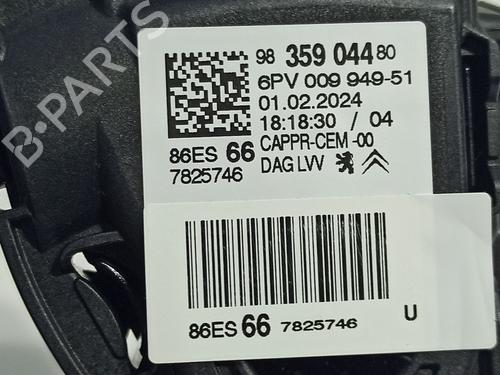 B-PARTS
98 359 044 80
6PV 009 949-51
01.02.2024
18:18:30 / 04
CAPPR-CEM -00
DAG LVV
86ES 66
7825746
86ES 66 7825746 U